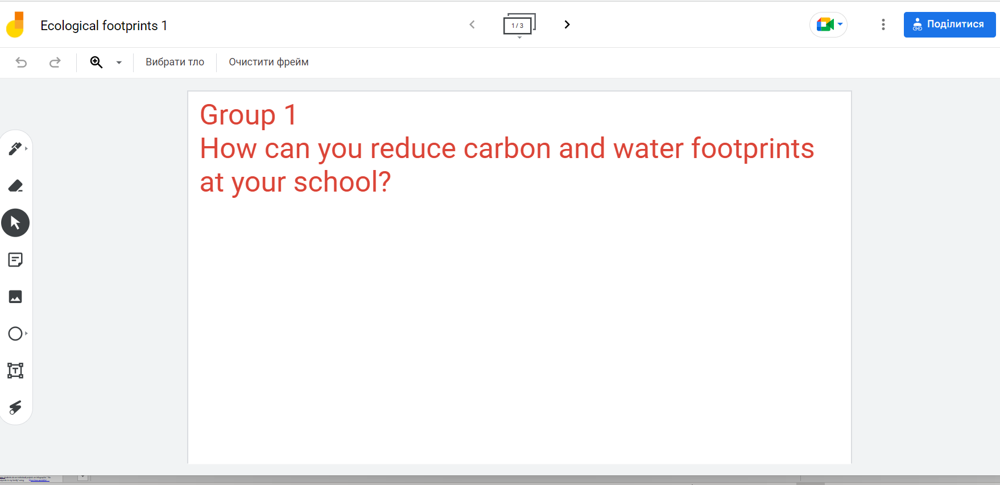 Ecological footprints 1
1 / 3
Поділитися
Вибрати тло
Очистити фрейм
Group 1
How can you reduce carbon and water footprints
at your school?